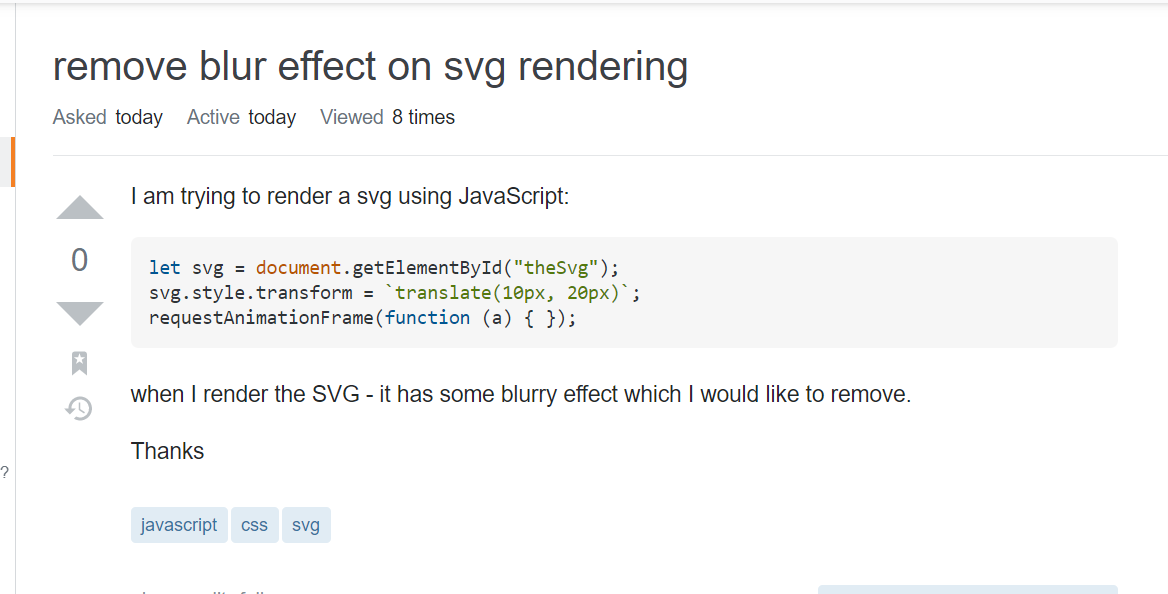 remove blur effect on svg rendering
Asked today Active today Viewed 8 times
I am trying to render a svg using JavaScript:
0
let svg = document.getElementById("theSvg");
svg.style.transform = `translate(10px, 20px)`;
requestAnimationFrame(function (a) { });
when I render the SVG - it has some blurry effect which I would like to remove.
Thanks
?
javascript css svg